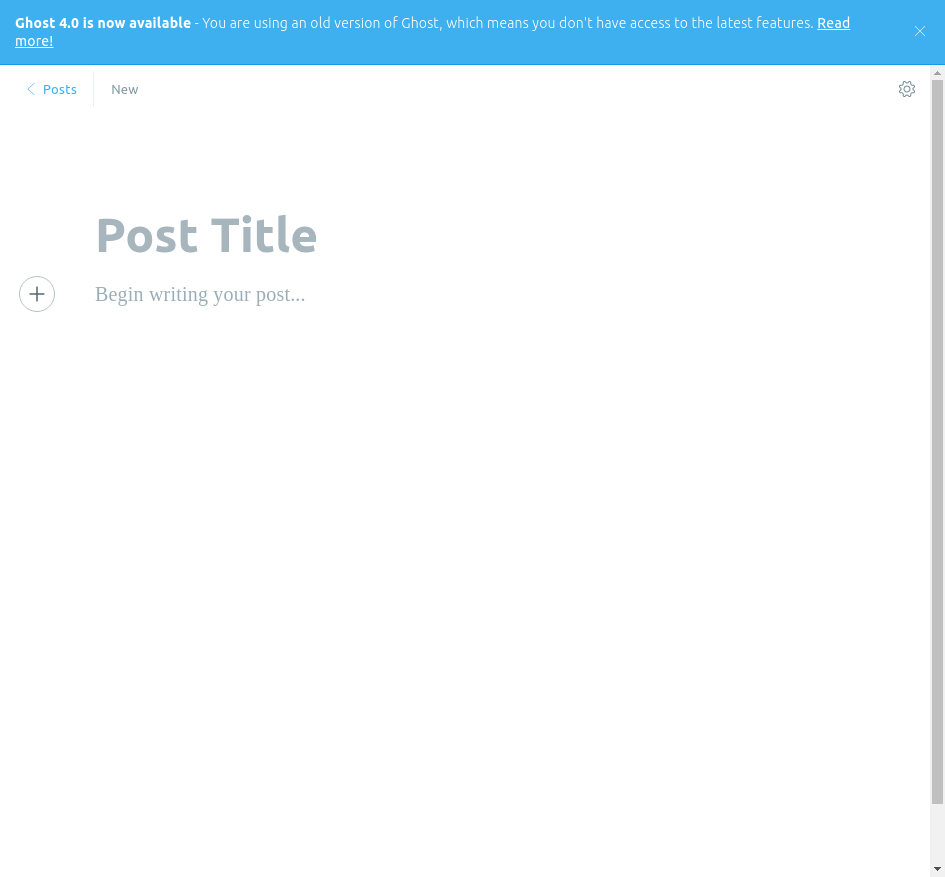 Ghost 4.0 is now available - You are using an old version of Ghost, which means you don't have access to the latest features. Read
more!
Posts
New
Post Title
Begin writing your post...